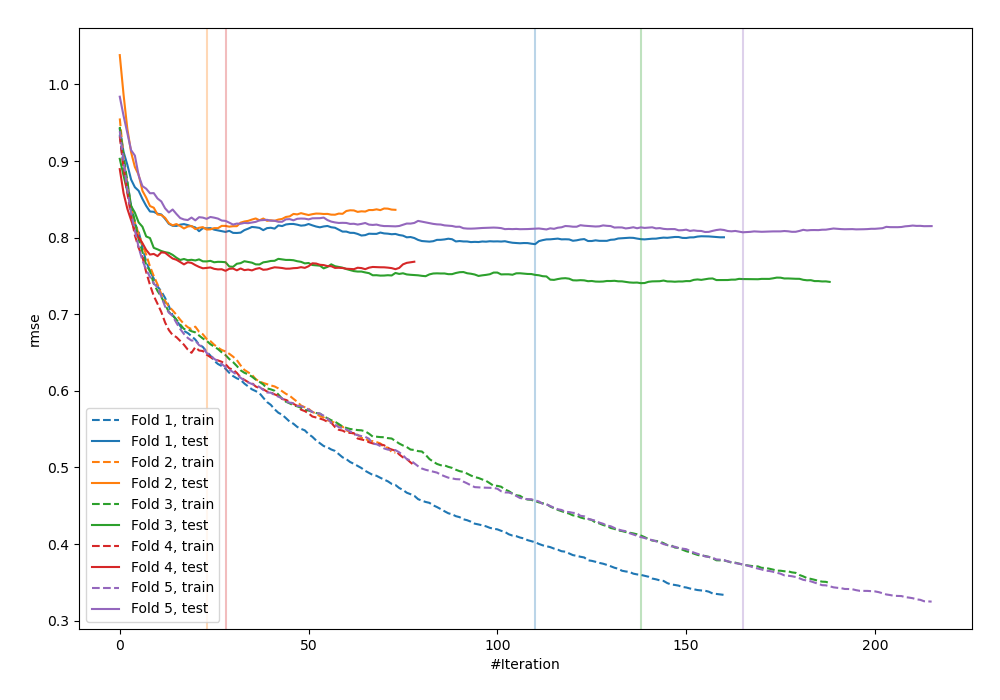 1.0
0.9
0.8
0.7
0.6
0.5
0.4
0.3
rmse
Fold 1, train
Fold 1, test
Fold 2, train
Fold 2, test
Fold 3, train
Fold 3, test
Fold 4, train
Fold 4, test
Fold 5, train
Fold 5, test
0 50 100 150 200
#Iteration